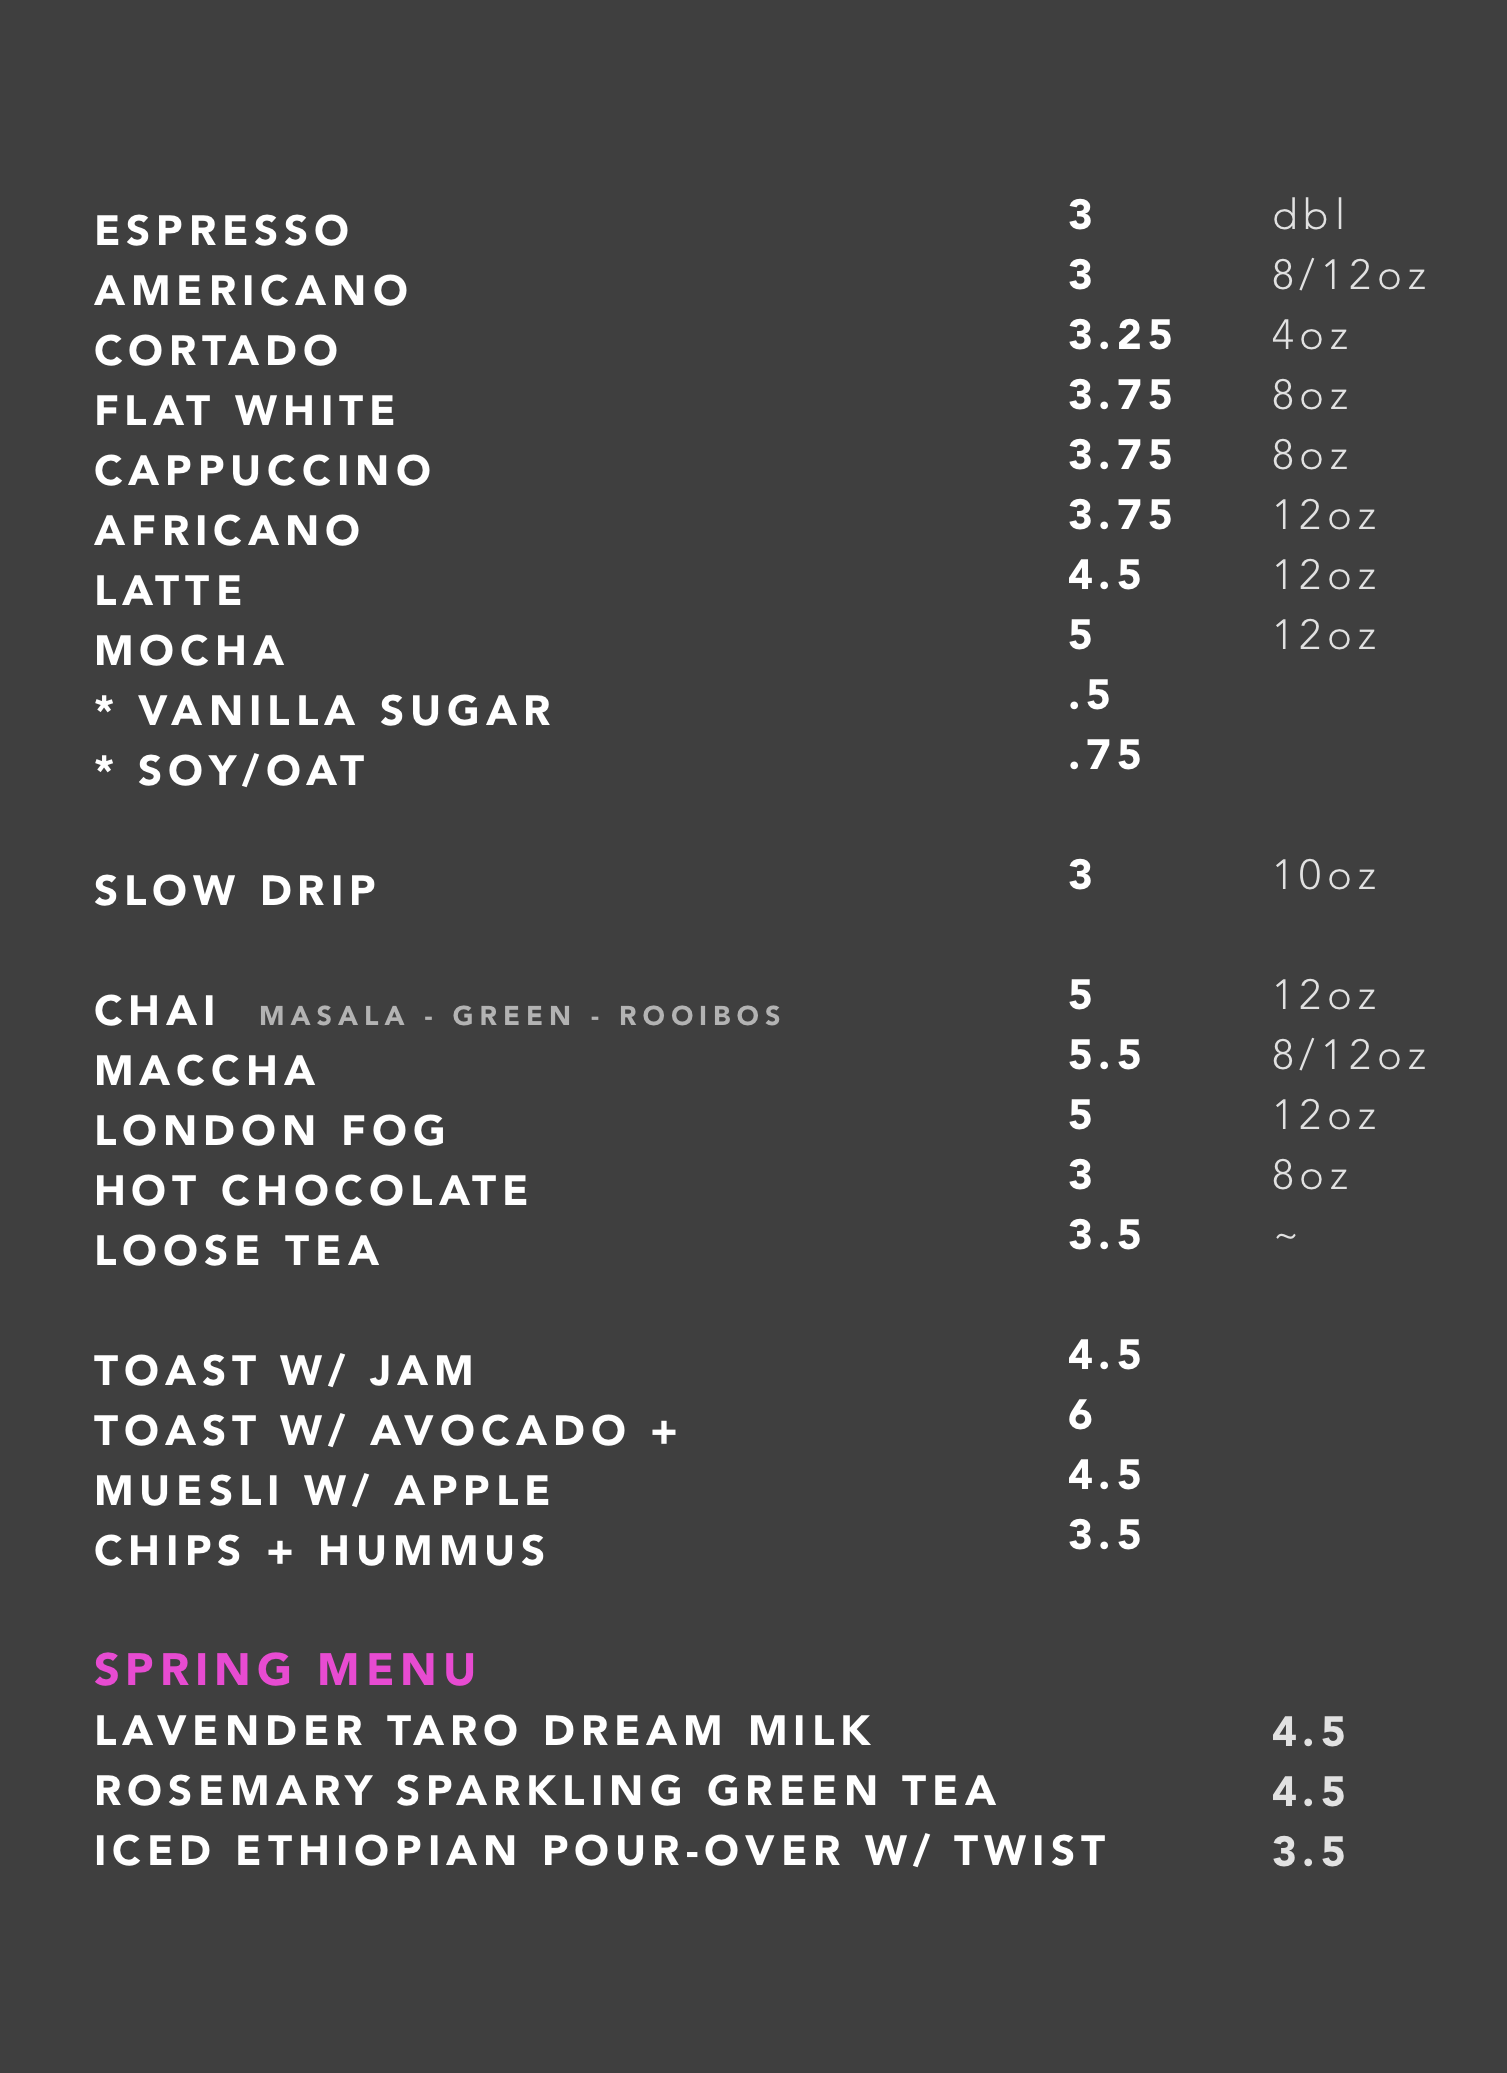 ESPRESSO 3 dbl
AMERICANO 3 8/12oz
CORTADO 3.25 4oz
FLAT WHITE 3.75 8oz
CAPPUCCINO 3.75 8oz
AFRICANO 3.75 12oz
LATTE 4.5 12oz
MOCHA 5 12oz
* VANILLA SUGAR .5
* SOY/OAT .75
SLOW DRIP 3 10oz
CHAI MASALA - GREEN - ROOIBOS 5 12oz
MACCHA 5.5 8/12oz
LONDON FOG 5 12oz
HOT CHOCOLATE 3 8oz
LOOSE TEA 3.5 ~
TOAST W/ JAM 4.5
TOAST W/ AVOCADO + 6
MUESLI W/ APPLE 4.5
CHIPS + HUMMUS 3.5
SPRING MENU
LAVENDER TARO DREAM MILK 4.5
ROSEMARY SPARKLING GREEN TEA 4.5
ICED ETHIOPIAN POUR-OVER W/ TWIST 3.5